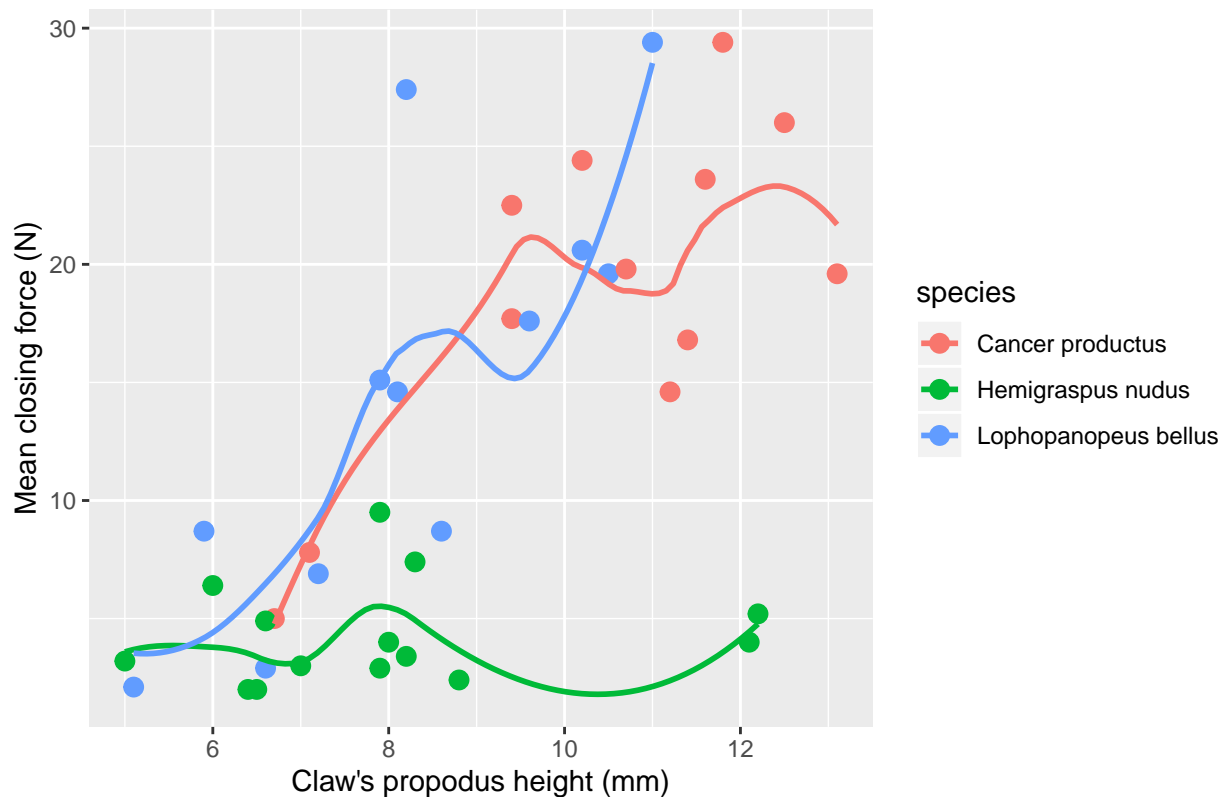 30
20
10
Mean closing force (N)
6 8 10 12
Claw's propodus height (mm)
species
Cancer productus
Hemigraspus nudus
Lophopanopeus bellus